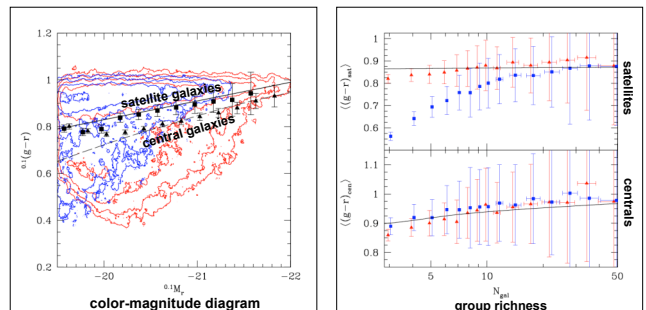 1.2
1
0.8
0.6
0.4
0.2
0.1(g-r)
satellite galaxies
central galaxies
-20
-21
-22
0.1Mr
color-magnitude diagram
0.9
0.8
0.7
0.6
⟨(g-r)sat⟩
satellites
1.1
1
0.9
0.8
⟨(g-r)cen⟩
centrals
5
10
50
Ngal
group richness